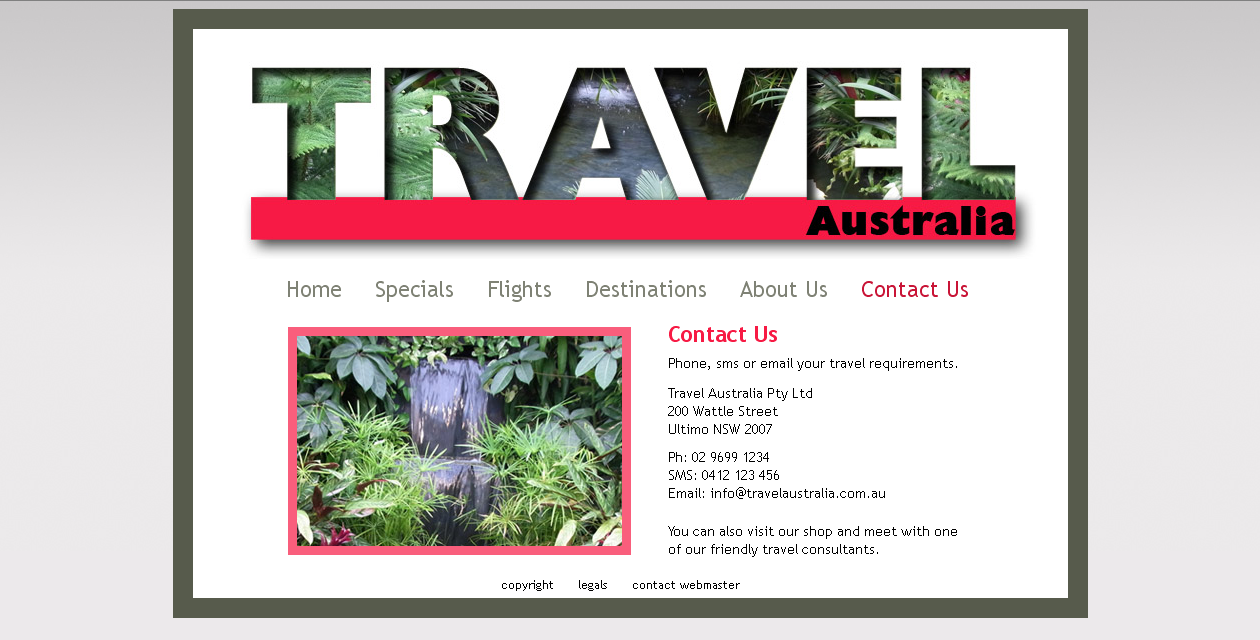 TRAVEL
Australia
Home Specials Flights Destinations About Us Contact Us
Contact Us
Phone, sms or email your travel requirements.
Travel Australia Pty Ltd
200 Wattle Street
Ultimo NSW 2007
Ph: 02 9699 1234
SMS: 0412 123 456
Email: info@travelaustralia.com.au
You can also visit our shop and meet with one
of our friendly travel consultants.
copyright legals contact webmaster